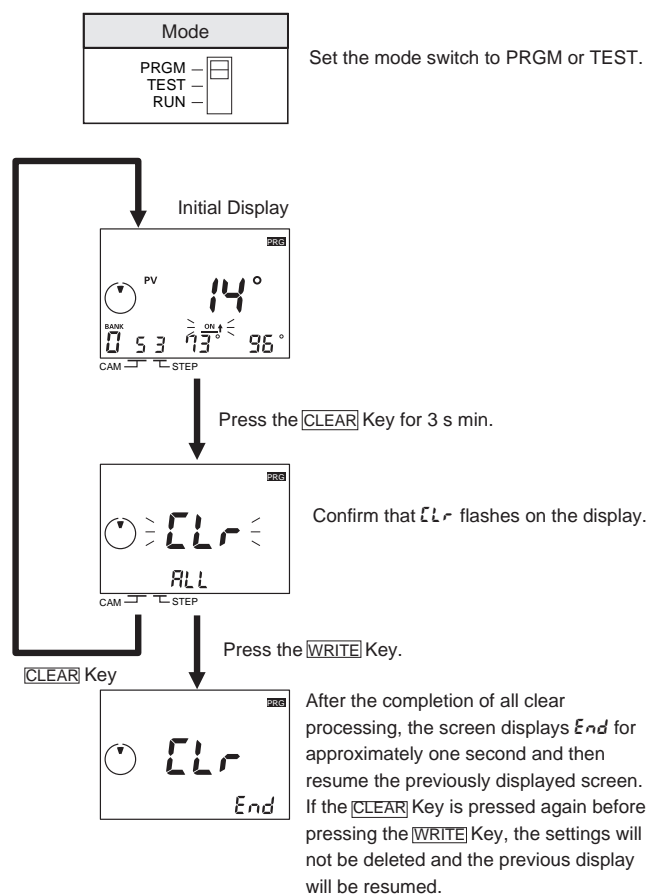 Mode
PRGM
TEST
RUN
Set the mode switch to PRGM or TEST.
Initial Display
PRG
PV
14°
BANK
ON
0 5 3 73° 96°
CAM STEP
Press the CLEAR Key for 3 s min.
PRG
CLr
ALL
CAM STEP
Confirm that CLr flashes on the display.
Press the WRITE Key.
CLEAR Key
PRG
CLr
End
After the completion of all clear
processing, the screen displays End for
approximately one second and then
resume the previously displayed screen.
If the CLEAR Key is pressed again before
pressing the WRITE Key, the settings will
not be deleted and the previous display
will be resumed.